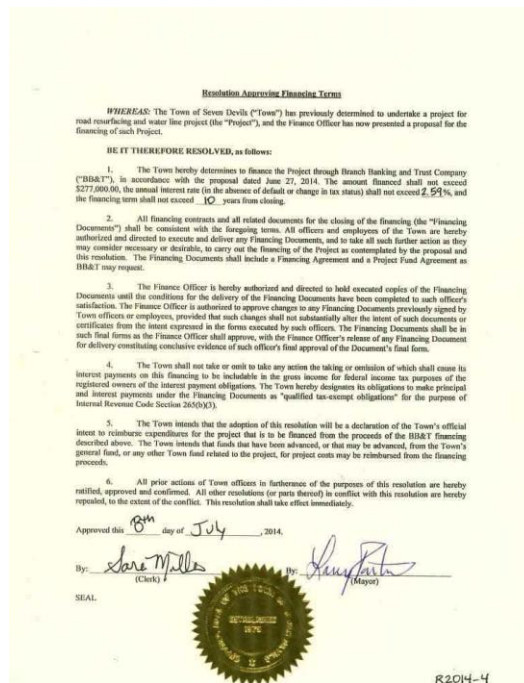 Resolution Approving Financing Terms
WHEREAS: The Town of Seven Devils ("Town") has previously determined to undertake a project for
road resurfacing and water line project (the "Project"), and the Finance Officer has now presented a proposal for the
financing of such Project.
BE IT THEREFORE RESOLVED, as follows:
1. The Town hereby determines to finance the Project through Branch Banking and Trust Company
("BB&T"), in accordance with the proposal dated June 27, 2014. The amount financed shall not exceed
$277,000.00, the annual interest rate (in the absence of default or change in tax status) shall not exceed 2.59%, and
the financing term shall not exceed 10 years from closing.
2. All financing contracts and all related documents for the closing of the financing (the "Financing
Documents") shall be consistent with the foregoing terms. All officers and employees of the Town are hereby
authorized and directed to execute and deliver any Financing Documents, and to take all such further action as they
may consider necessary or desirable, to carry out the financing of the Project as contemplated by the proposal and
this resolution. The Financing Documents shall include a Financing Agreement and a Project Fund Agreement as
BB&T may request.
3. The Finance Officer is hereby authorized and directed to hold executed copies of the Financing
Documents until the conditions for the delivery of the Financing Documents have been completed to such officer's
satisfaction. The Finance Officer is authorized to approve changes to any Financing Documents previously signed by
Town officers or employees, provided that such changes shall not substantially alter the intent of such documents or
certificates from the intent expressed in the forms executed by such officers. The Financing Documents shall be in
such final forms as the Finance Officer shall approve, with the Finance Officer's release of any Financing Document
for delivery constituting conclusive evidence of such officer's final approval of the Document's final form.
4. The Town shall not take or omit to take any action the taking or omission of which shall cause its
interest payments on this financing to be includable in the gross income for federal income tax purposes of the
registered owners of the interest payment obligations. The Town hereby designates its obligations to make principal
and interest payments under the Financing Documents as "qualified tax-exempt obligations" for the purpose of
Internal Revenue Code Section 265(b)(3).
5. The Town intends that the adoption of this resolution will be a declaration of the Town's official
intent to reimburse expenditures for the project that is to be financed from the proceeds of the BB&T financing
described above. The Town intends that funds that have been advanced, or that may be advanced, from the Town's
general fund, or any other Town fund related to the project, for project costs may be reimbursed from the financing
proceeds.
6. All prior actions of Town officers in furtherance of the purposes of this resolution are hereby
ratified, approved and confirmed. All other resolutions (or parts thereof) in conflict with this resolution are hereby
repealed, to the extent of the conflict. This resolution shall take effect immediately.
Approved this 8th day of July, 2014.
By: Sara Mills By:
(Clerk) (Mayor)
SEAL
ESTABLISHED
R2014-4